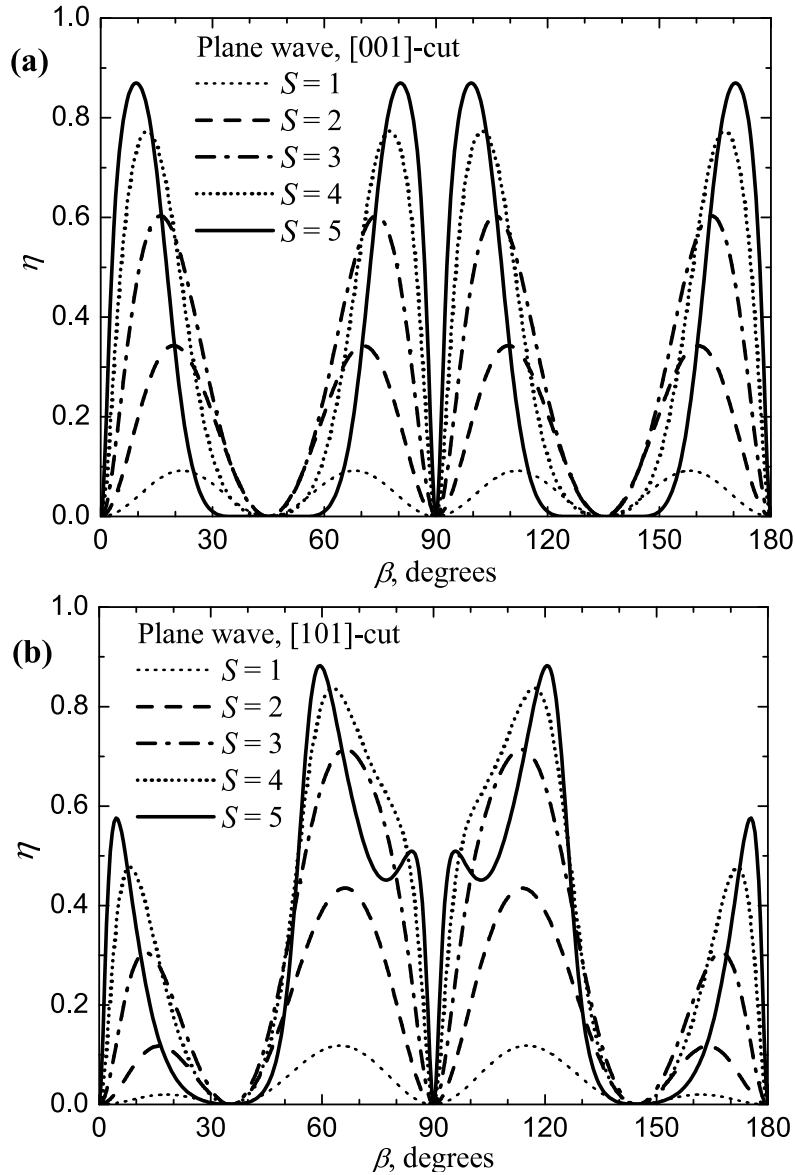 (a)
Plane wave, [001]-cut
S = 1
S = 2
S = 3
S = 4
S = 5
η
1.0
0.8
0.6
0.4
0.2
0.0
0 30 60 90 120 150 180
β, degrees
(b)
Plane wave, [101]-cut
S = 1
S = 2
S = 3
S = 4
S = 5
η
1.0
0.8
0.6
0.4
0.2
0.0
0 30 60 90 120 150 180
β, degrees